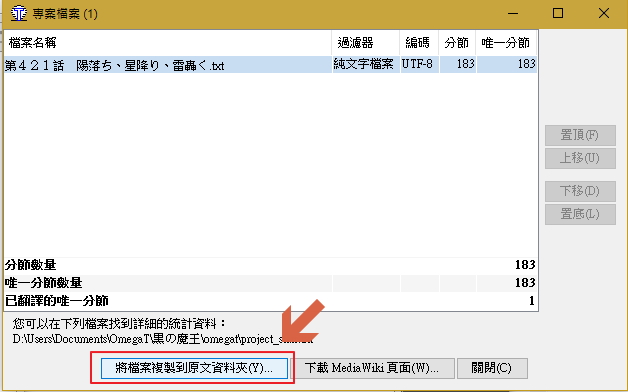 專案檔案 (1)
檔案名稱 過濾器 編碼 分節 唯一分節
第４２１話　陽落ち、星降り、雷轟く.txt 純文字檔案 UTF-8 183 183
置頂(F)
上移(U)
下移(D)
置底(L)
分節數量 183
唯一分節數量 183
已翻譯的唯一分節 1
您可以在下列檔案找到詳細的統計資料：
D:\Users\Documents\OmegaT\黒の魔王\omegat\project_
將檔案複製到原文資料夾(Y)... 下載 MediaWiki 頁面(W)... 關閉(C)